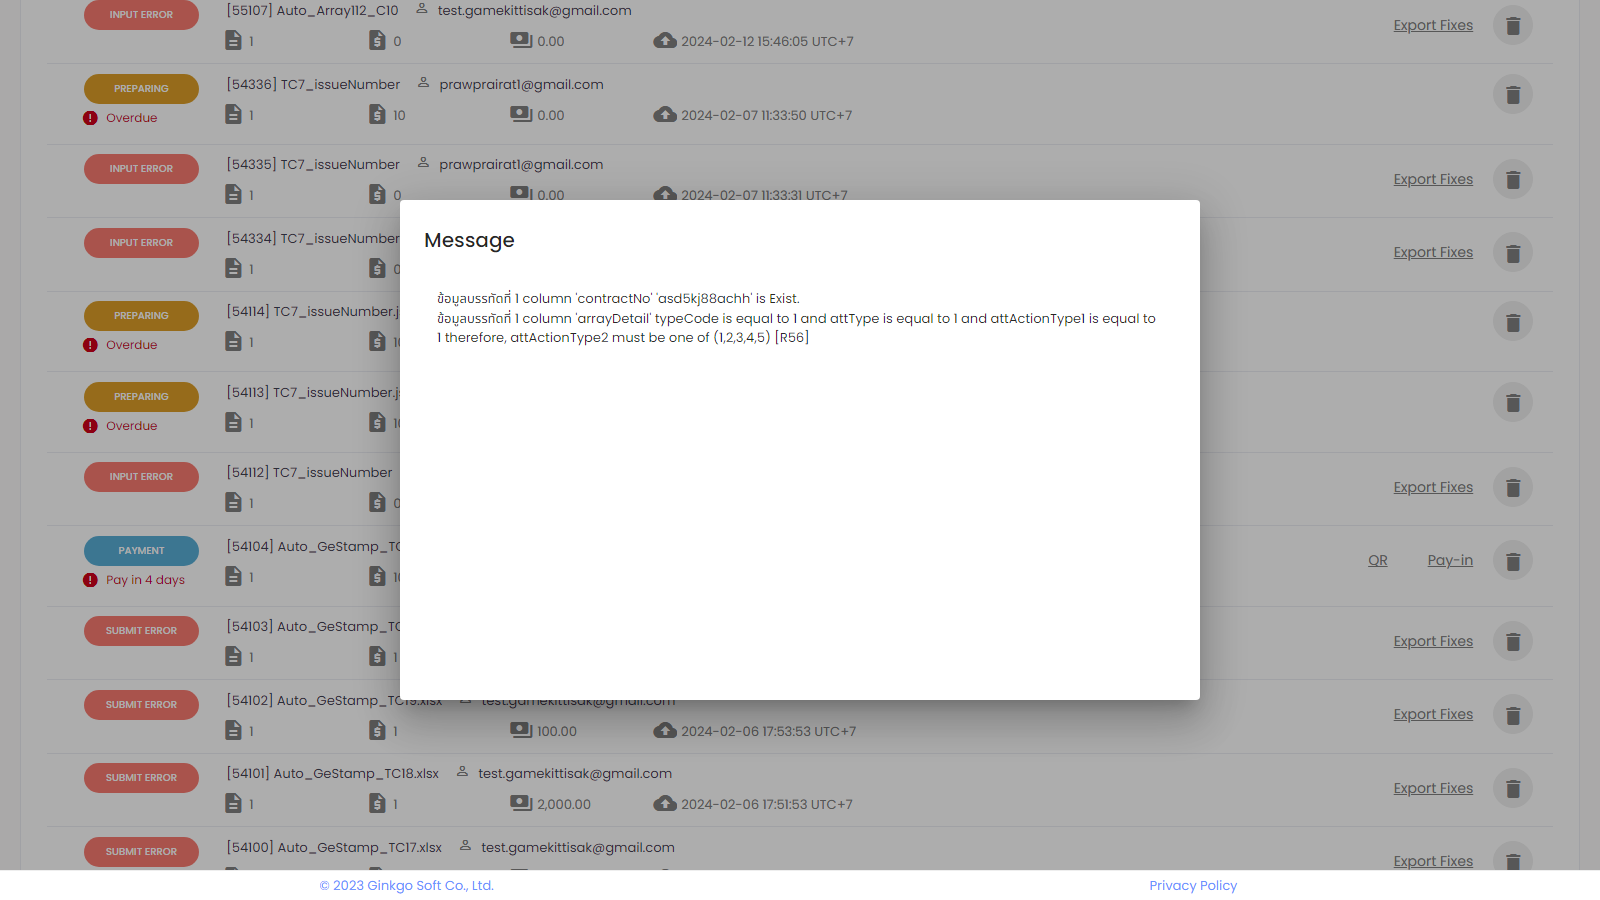 INPUT ERROR [55107] Auto_Array112_C10 test.gamekittisak@gmail.com
1 0 0.00 2024-02-12 15:46:05 UTC+7 Export Fixes
PREPARING [54336] TC7_issueNumber prawprairat1@gmail.com
Overdue 1 10 0.00 2024-02-07 11:33:50 UTC+7
INPUT ERROR [54335] TC7_issueNumber prawprairat1@gmail.com
1 0 0.00 2024-02-07 11:33:31 UTC+7 Export Fixes
Message
ข้อมูลบรรทัดที่ 1 column 'contractNo' 'asd5kj88achh' is Exist.
ข้อมูลบรรทัดที่ 1 column 'arrayDetail' typeCode is equal to 1 and attType is equal to 1 and attActionType1 is equal to
1 therefore, attActionType2 must be one of (1,2,3,4,5) [R56]
INPUT ERROR [54334] TC7_issueNumber
1 0 Export Fixes
PREPARING [54114] TC7_issueNumber.j
Overdue 1
PREPARING [54113] TC7_issueNumber.j
Overdue 1
INPUT ERROR [54112] TC7_issueNumber
1 0 Export Fixes
PAYMENT [54104] Auto_GeStamp_TC
Pay in 4 days 1 QR Pay-in
SUBMIT ERROR [54103] Auto_GeStamp_TC
1 1 Export Fixes
SUBMIT ERROR [54102] Auto_GeStamp_TC19.xlsx test.gamekittisak@gmail.com
1 1 100.00 2024-02-06 17:53:53 UTC+7 Export Fixes
SUBMIT ERROR [54101] Auto_GeStamp_TC18.xlsx test.gamekittisak@gmail.com
1 1 2,000.00 2024-02-06 17:51:53 UTC+7 Export Fixes
SUBMIT ERROR [54100] Auto_GeStamp_TC17.xlsx test.gamekittisak@gmail.com
Export Fixes
© 2023 Ginkgo Soft Co., Ltd. Privacy Policy